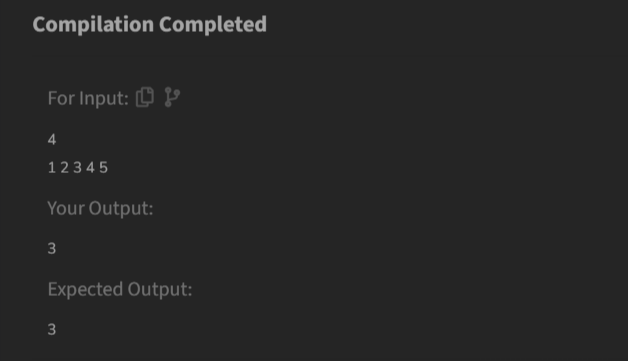 Compilation Completed
For Input:
4
1 2 3 4 5
Your Output:
3
Expected Output:
3